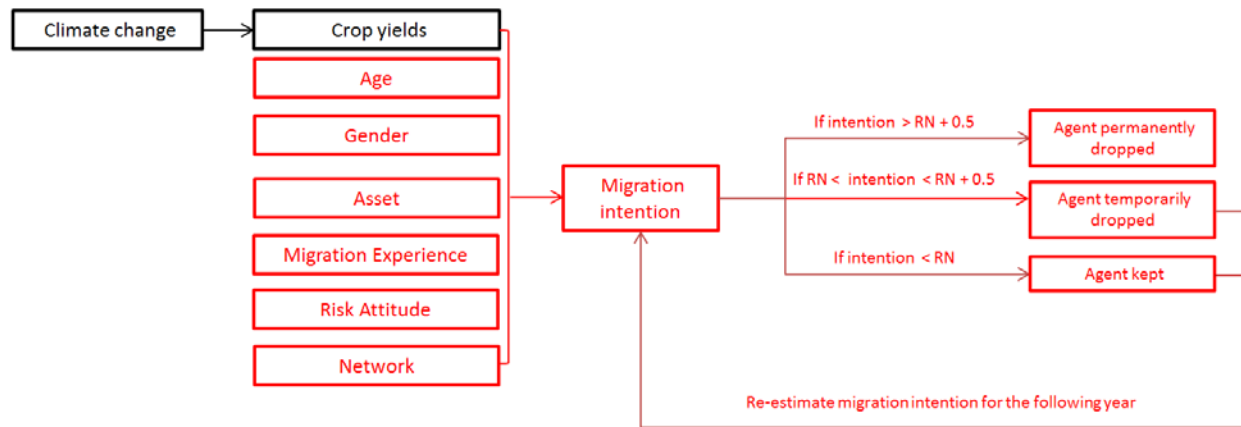 Climate change
Crop yields
Age
Gender
Asset
Migration Experience
Risk Attitude
Network
Migration
intention
If intention > RN + 0.5
If RN < intention < RN + 0.5
If intention < RN
Agent permanently
dropped
Agent temporarily
dropped
Agent kept
Re-estimate migration intention for the following year